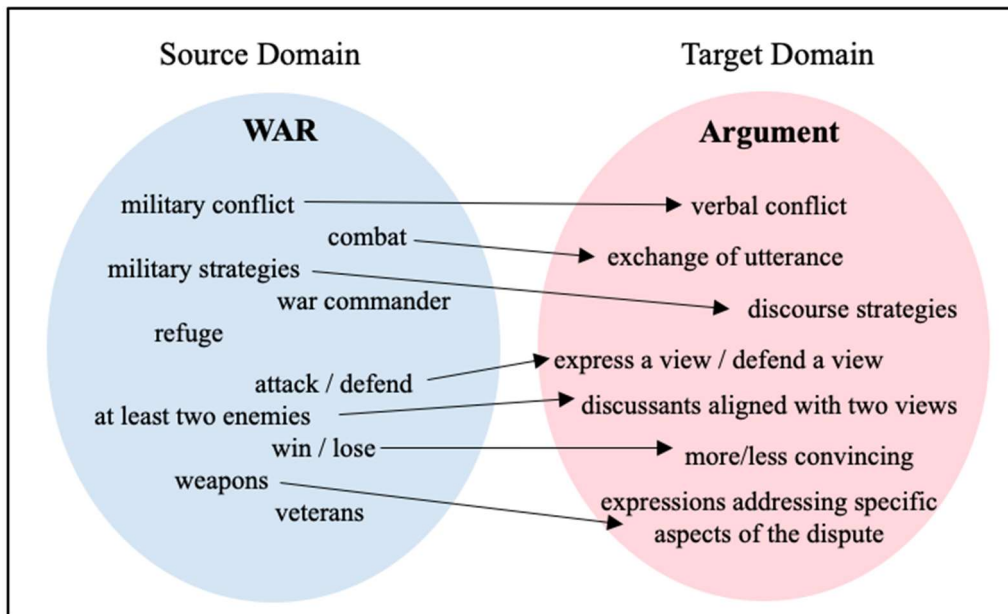 Source Domain
Target Domain
WAR
Argument
military conflict
verbal conflict
combat
exchange of utterance
military strategies
war commander
discourse strategies
refuge
express a view / defend a view
attack / defend
at least two enemies
discussants aligned with two views
win / lose
more/less convincing
weapons
expressions addressing specific
aspects of the dispute
veterans